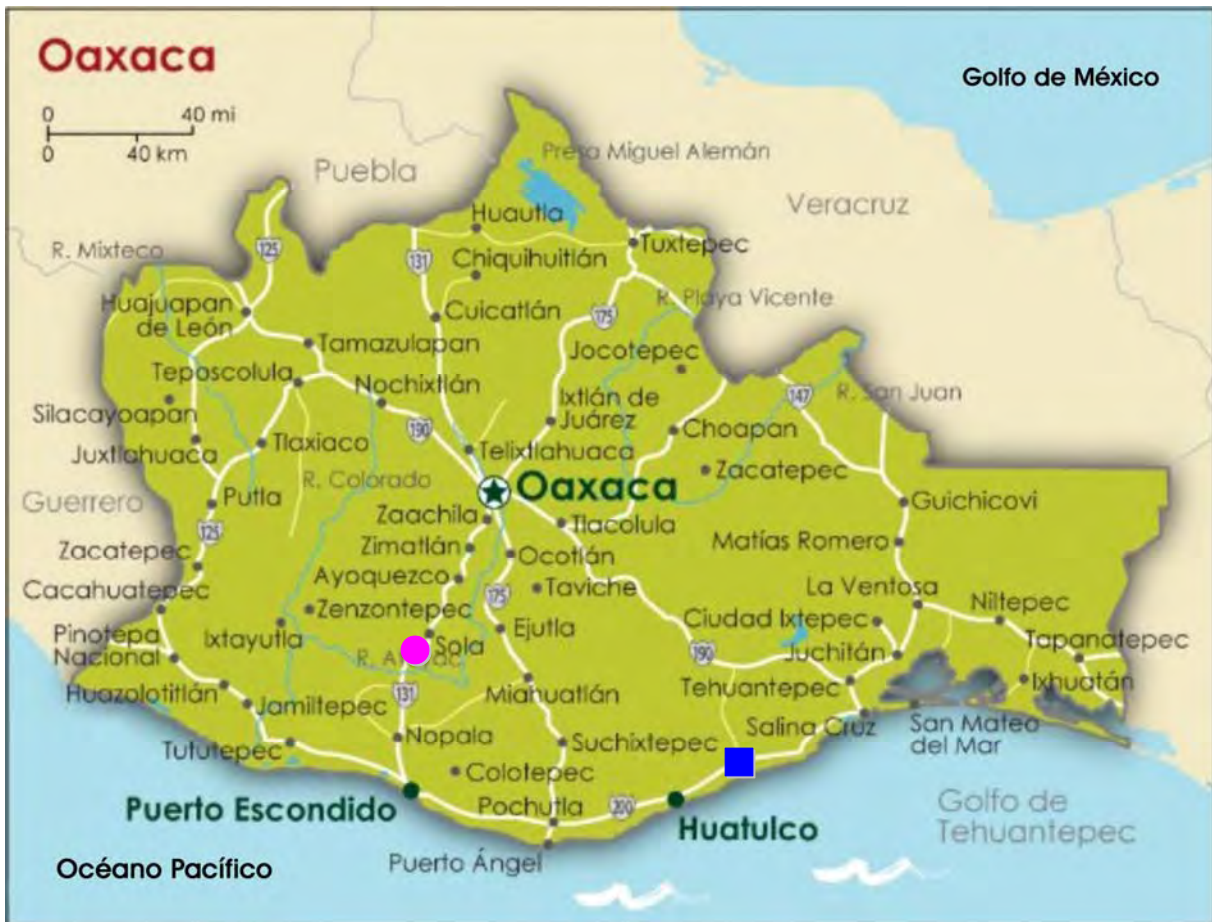 Oaxaca
Golfo de México
0 40 mi
0 40 km
Presa Miguel Alemán
Puebla
Veracruz
Huautla
R. Mixteco
125
131
Tuxtepec
Chiquihuitlán
R. Playa Vicente
Huajuapan
de León
Cuicatlán
175
Tamazulapan
Jocotepec
Teposcolula
Nochixtlán
147
R. San Juan
Silacayoapan
Ixtlán de
Juárez
190
Choapan
Juxtlahuaca
Tlaxiaco
Telixtlahuaca
Zacatepec
R. Colorado
Oaxaca
Guerrero
Putla
Guichicovi
Zaachila
Tlacolula
125
Zacatepec
Zimatlán
Ocotlán
Matías Romero
Ayoquezco
Taviche
La Ventosa
Cacahuatepec
Zenzontepec
175
Niltepec
Ciudad Ixtepec
Pinotepa
Nacional
Ixtayutla
Sola
Ejutla
Tapanatepec
190
Juchitán
Huazolotitlán
131
Miahuatlán
Tehuantepec
Ixhuatán
Jamiltepec
Salina Cruz
San Mateo
del Mar
Tututepec
Nopala
Suchixtepec
Colotepec
Puerto Escondido
Pochutla
200
Huatulco
Golfo de
Tehuantepec
Puerto Ángel
Océano Pacífico